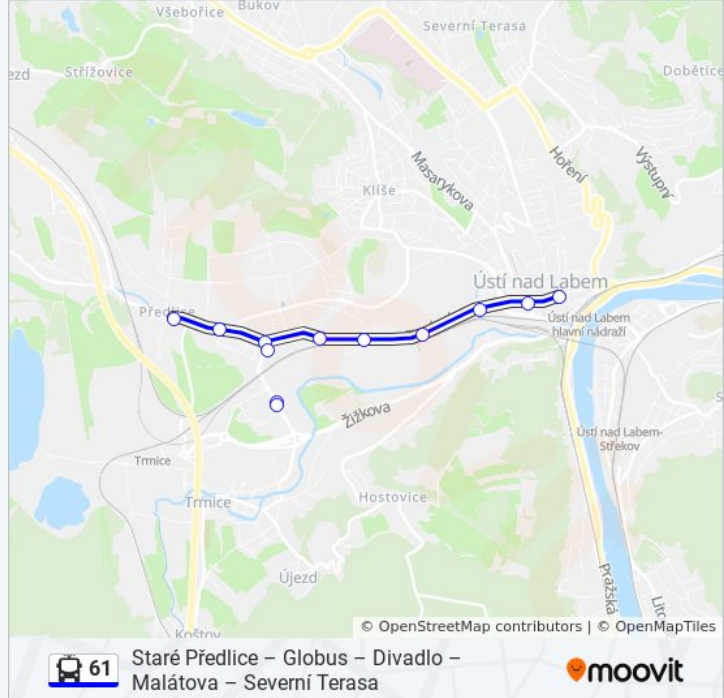 Bukov
Všebořice
Severní Terasa
zd
Střížovice
Dobětice
Masarykova
Hoření
Výstupní
Klíše
Ústí nad Labem
Předlice
Ústí nad Labem
hlavní nádraží
Žižkova
Ústí nad Labem-
Střekov
Trmice
Trmice
Hostovice
Újezd
Pražská
Koštov
© OpenStreetMap contributors | © OpenMapTiles
61
Staré Předlice – Globus – Divadlo –
Malátova – Severní Terasa
moovit